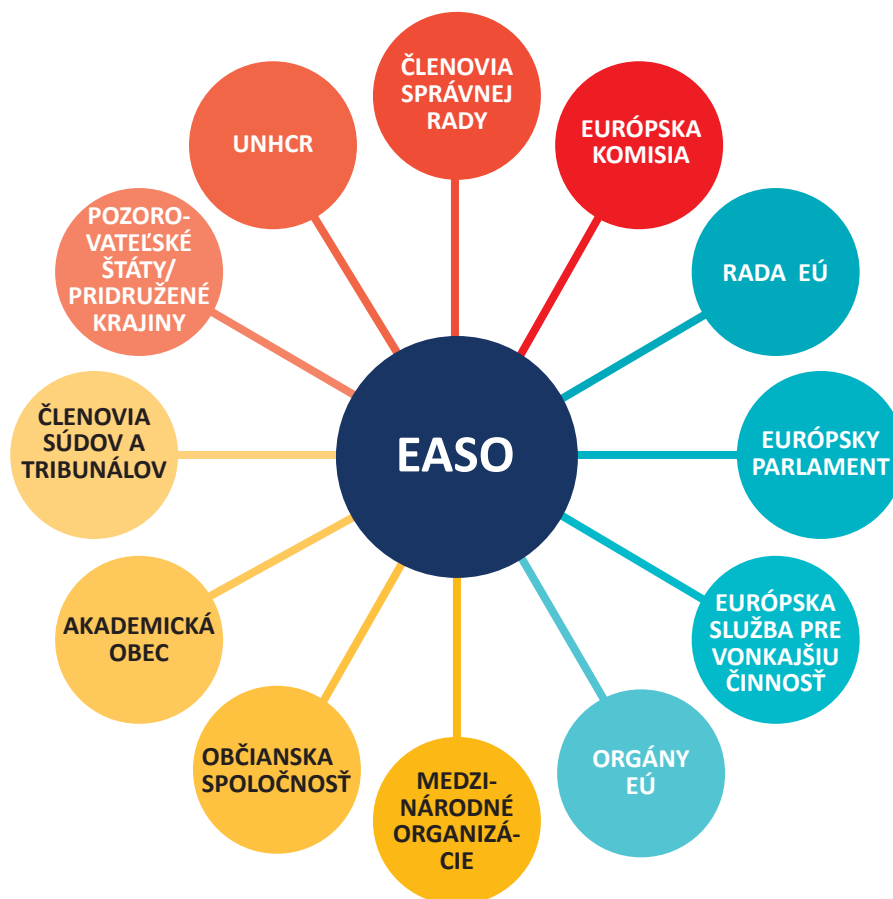 ČLENOVIA
SPRÁVNEJ
RADY
EURÓPSKA
KOMISIA
RADA EÚ
EURÓPSKY
PARLAMENT
EURÓPSKA
SLUŽBA PRE
VONKAJŠIU
ČINNOSŤ
ORGÁNY
EÚ
MEDZI-
NÁRODNÉ
ORGANIZÁ-
CIE
OBČIANSKA
SPOLOČNOSŤ
AKADEMICKÁ
OBEC
ČLENOVIA
SÚDOV A
TRIBUNÁLOV
POZORO-
VATEĽSKÉ
ŠTÁTY/
PRIDRUŽENÉ
KRAJINY
UNHCR
EASO